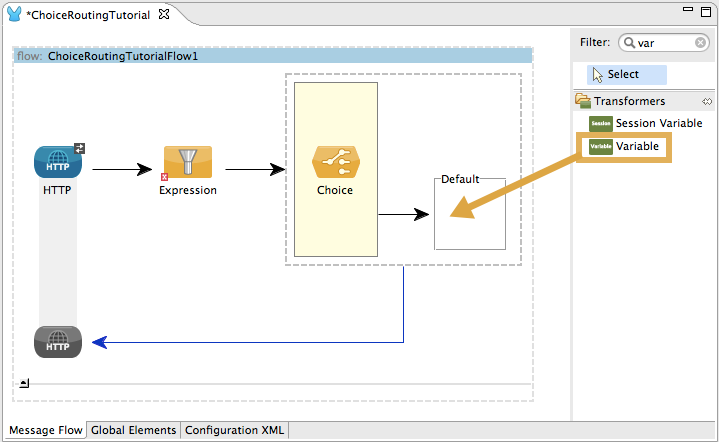 *ChoiceRoutingTutorial
flow: ChoiceRoutingTutorialFlow1
HTTP
HTTP
Expression
Choice
Default
HTTP
Filter: var
Select
Transformers
Session Session Variable
Variable Variable
Message Flow Global Elements Configuration XML